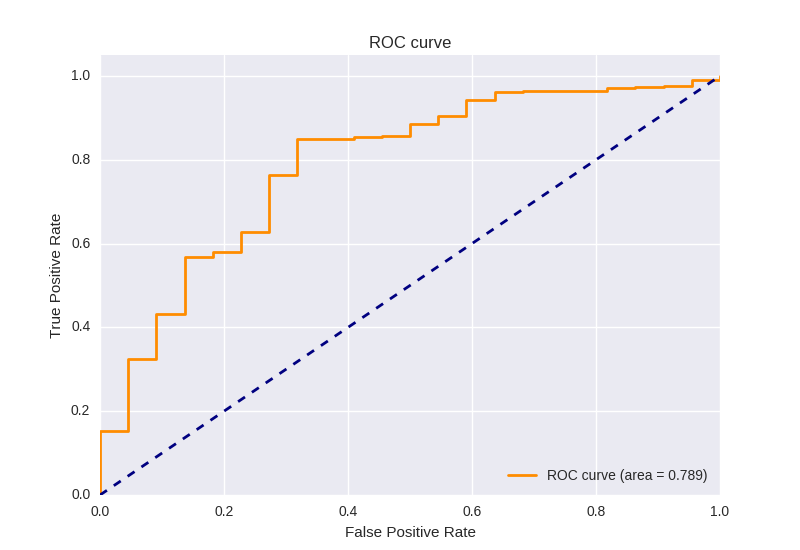 ROC curve
1.0
0.8
0.6
0.4
0.2
0.0
True Positive Rate
ROC curve (area = 0.789)
0.0 0.2 0.4 0.6 0.8 1.0
False Positive Rate